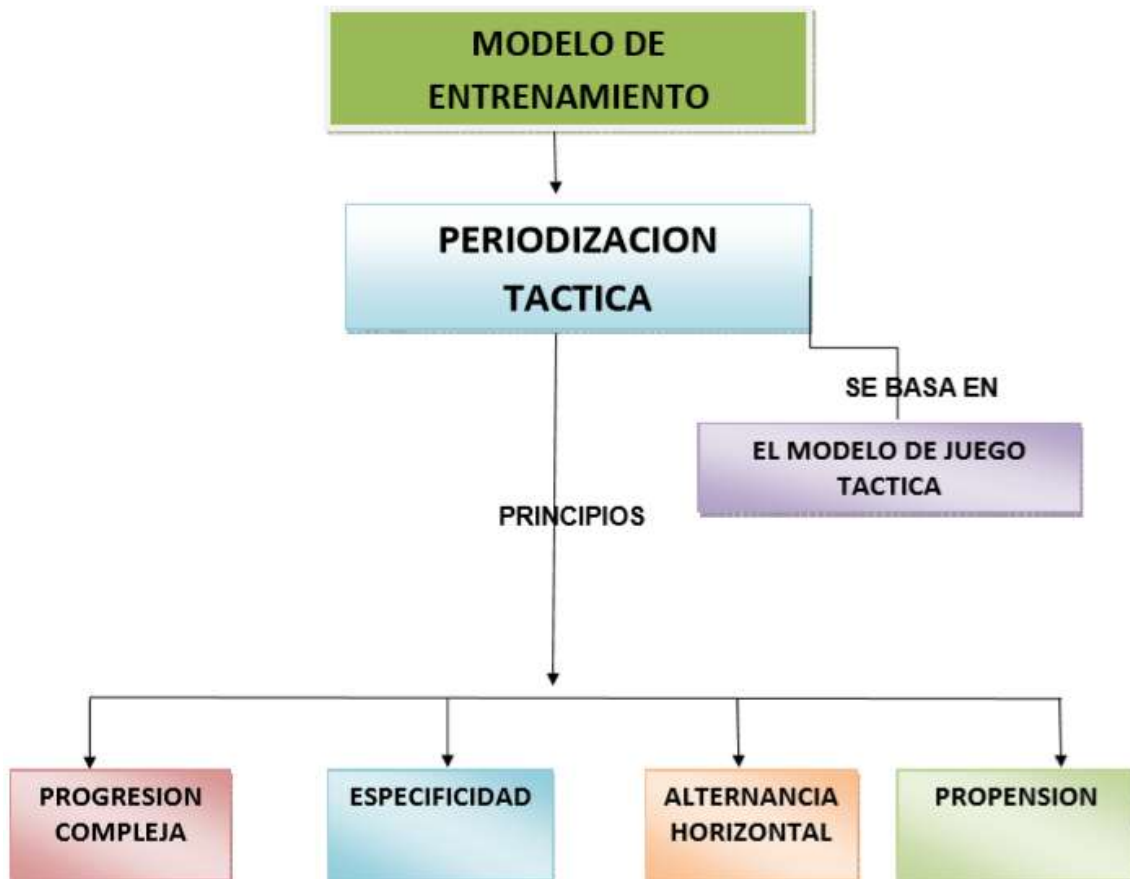 MODELO DE
ENTRENAMIENTO
PERIODIZACION
TACTICA
SE BASA EN
EL MODELO DE JUEGO
TACTICA
PRINCIPIOS
PROGRESION
COMPLEJA
ESPECIFICIDAD
ALTERNANCIA
HORIZONTAL
PROPENSION